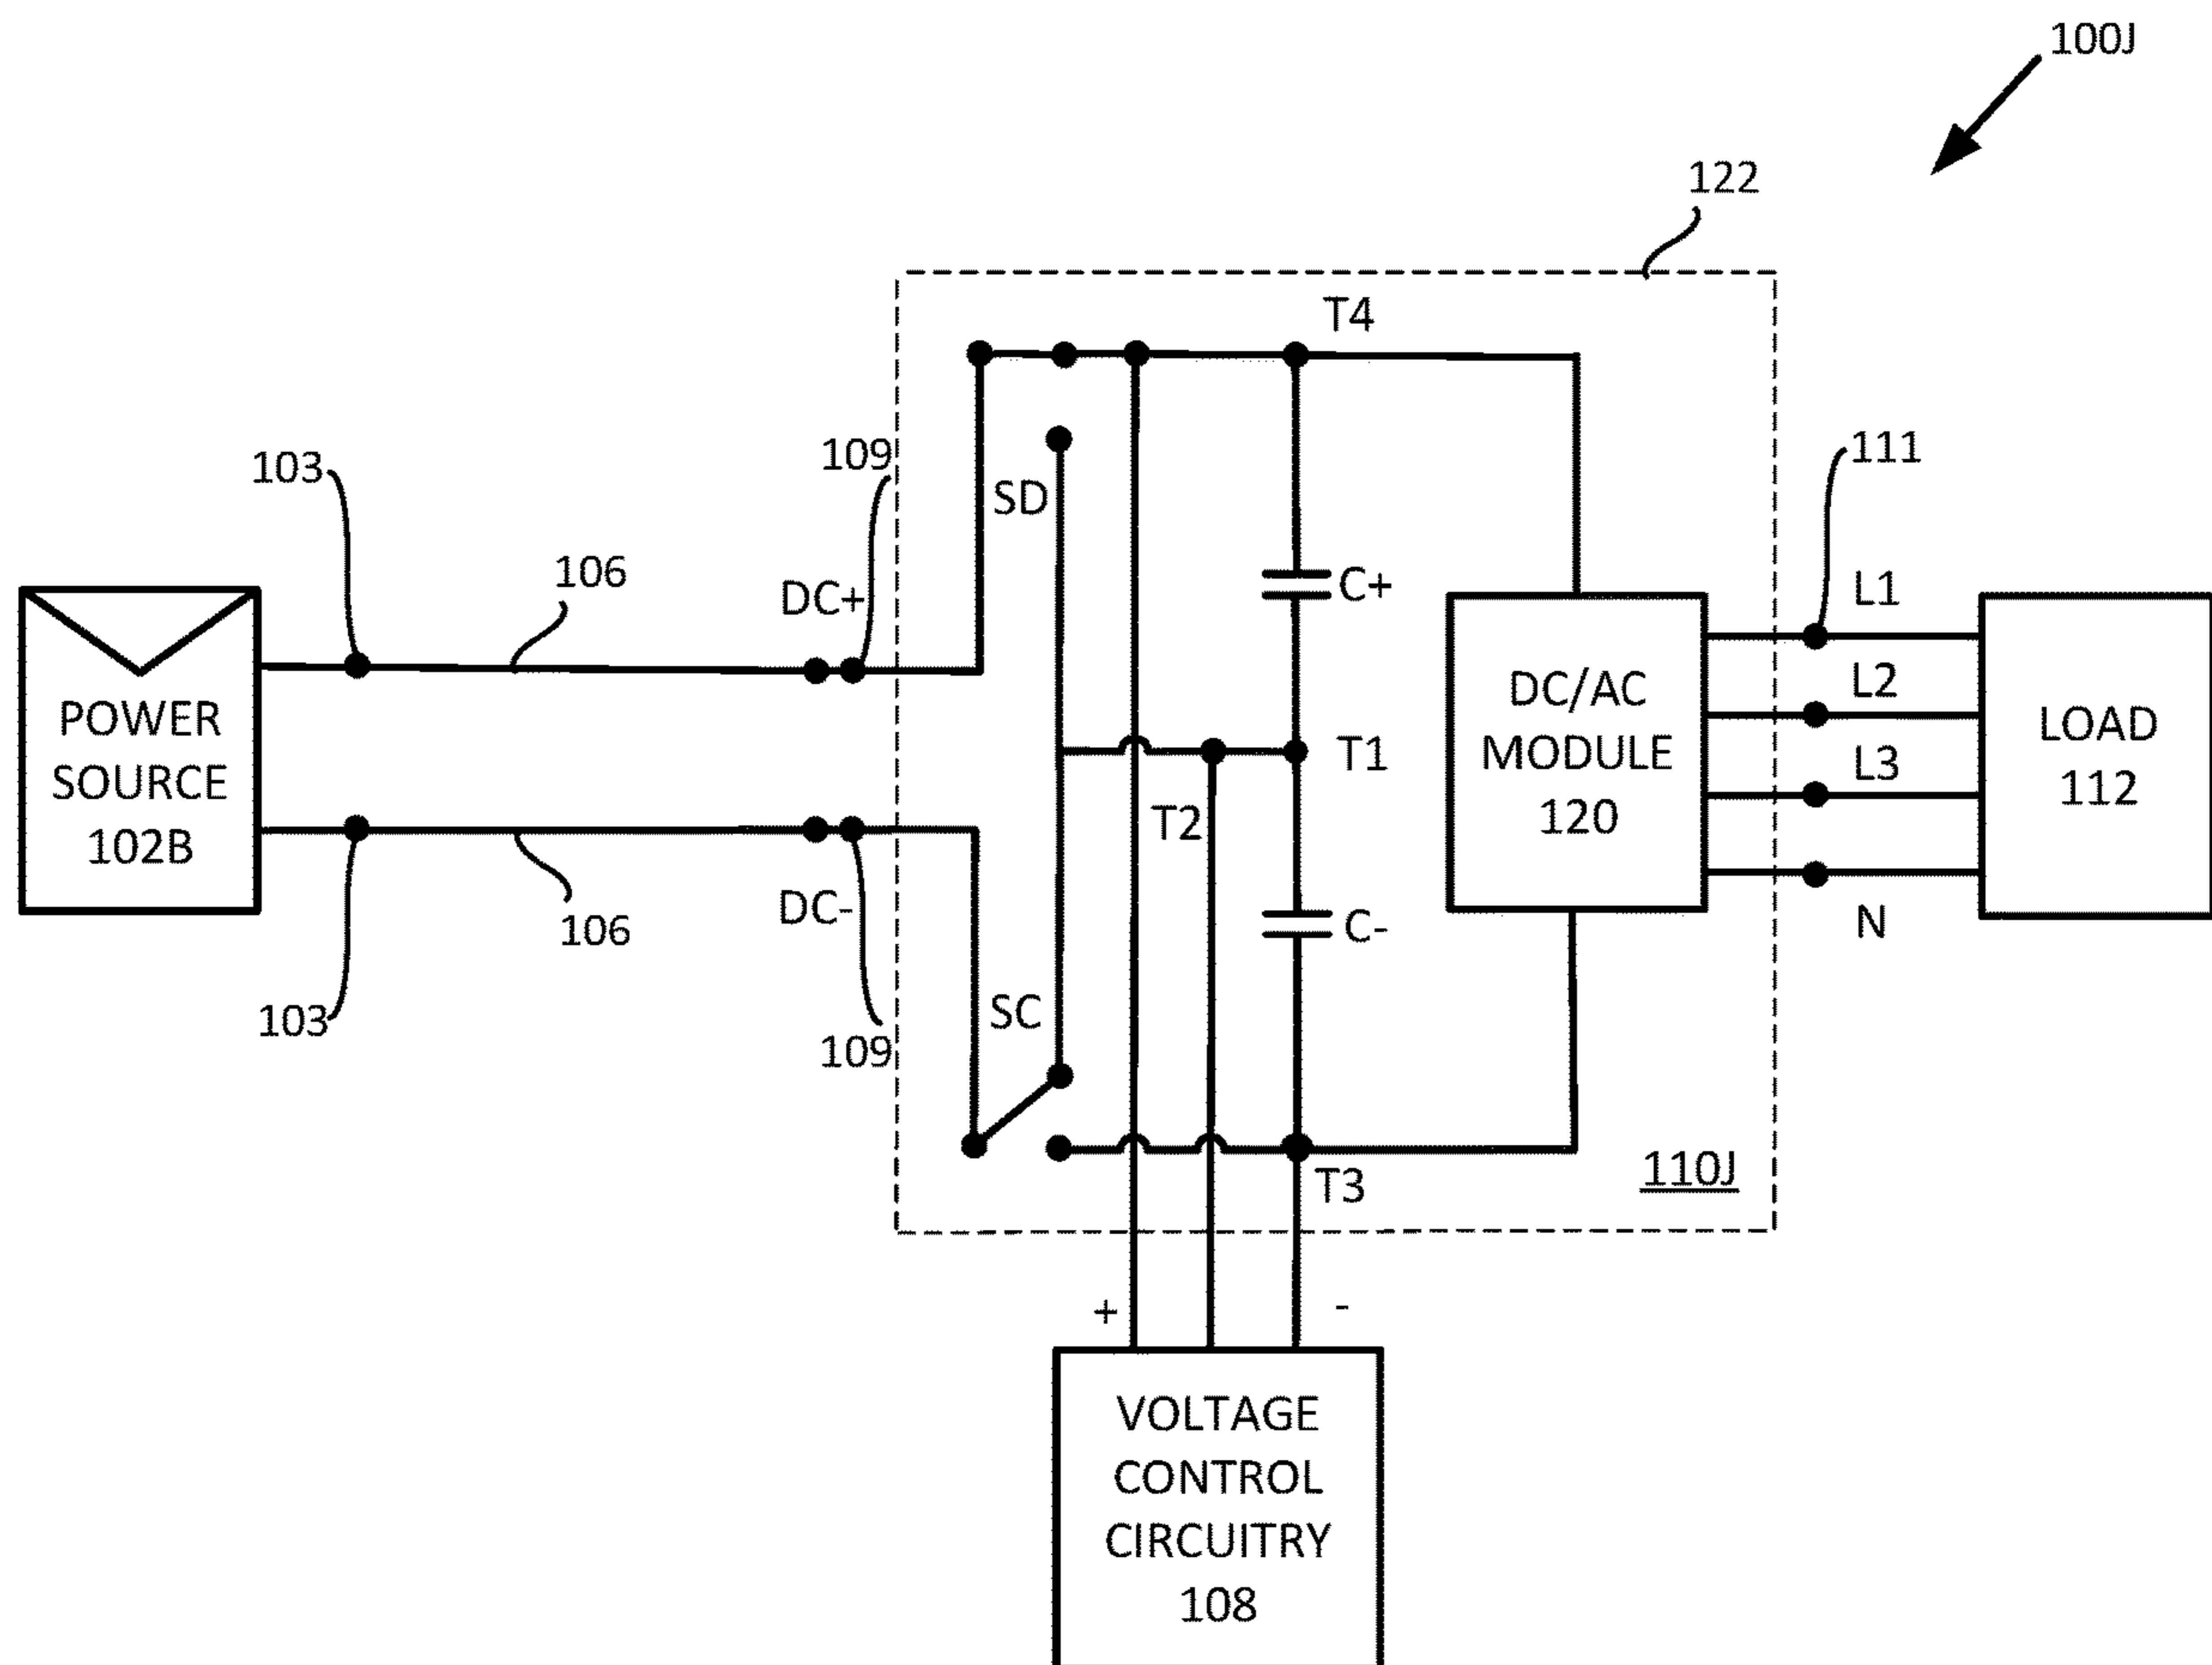 100J
122
T4
103
109
111
SD
106
DC+
C+
L1
POWER
SOURCE
102B
DC/AC
MODULE
120
L2
LOAD
112
T1
L3
T2
DC-
C-
N
106
103
SC
109
T3
110J
+
-
VOLTAGE
CONTROL
CIRCUITRY
108